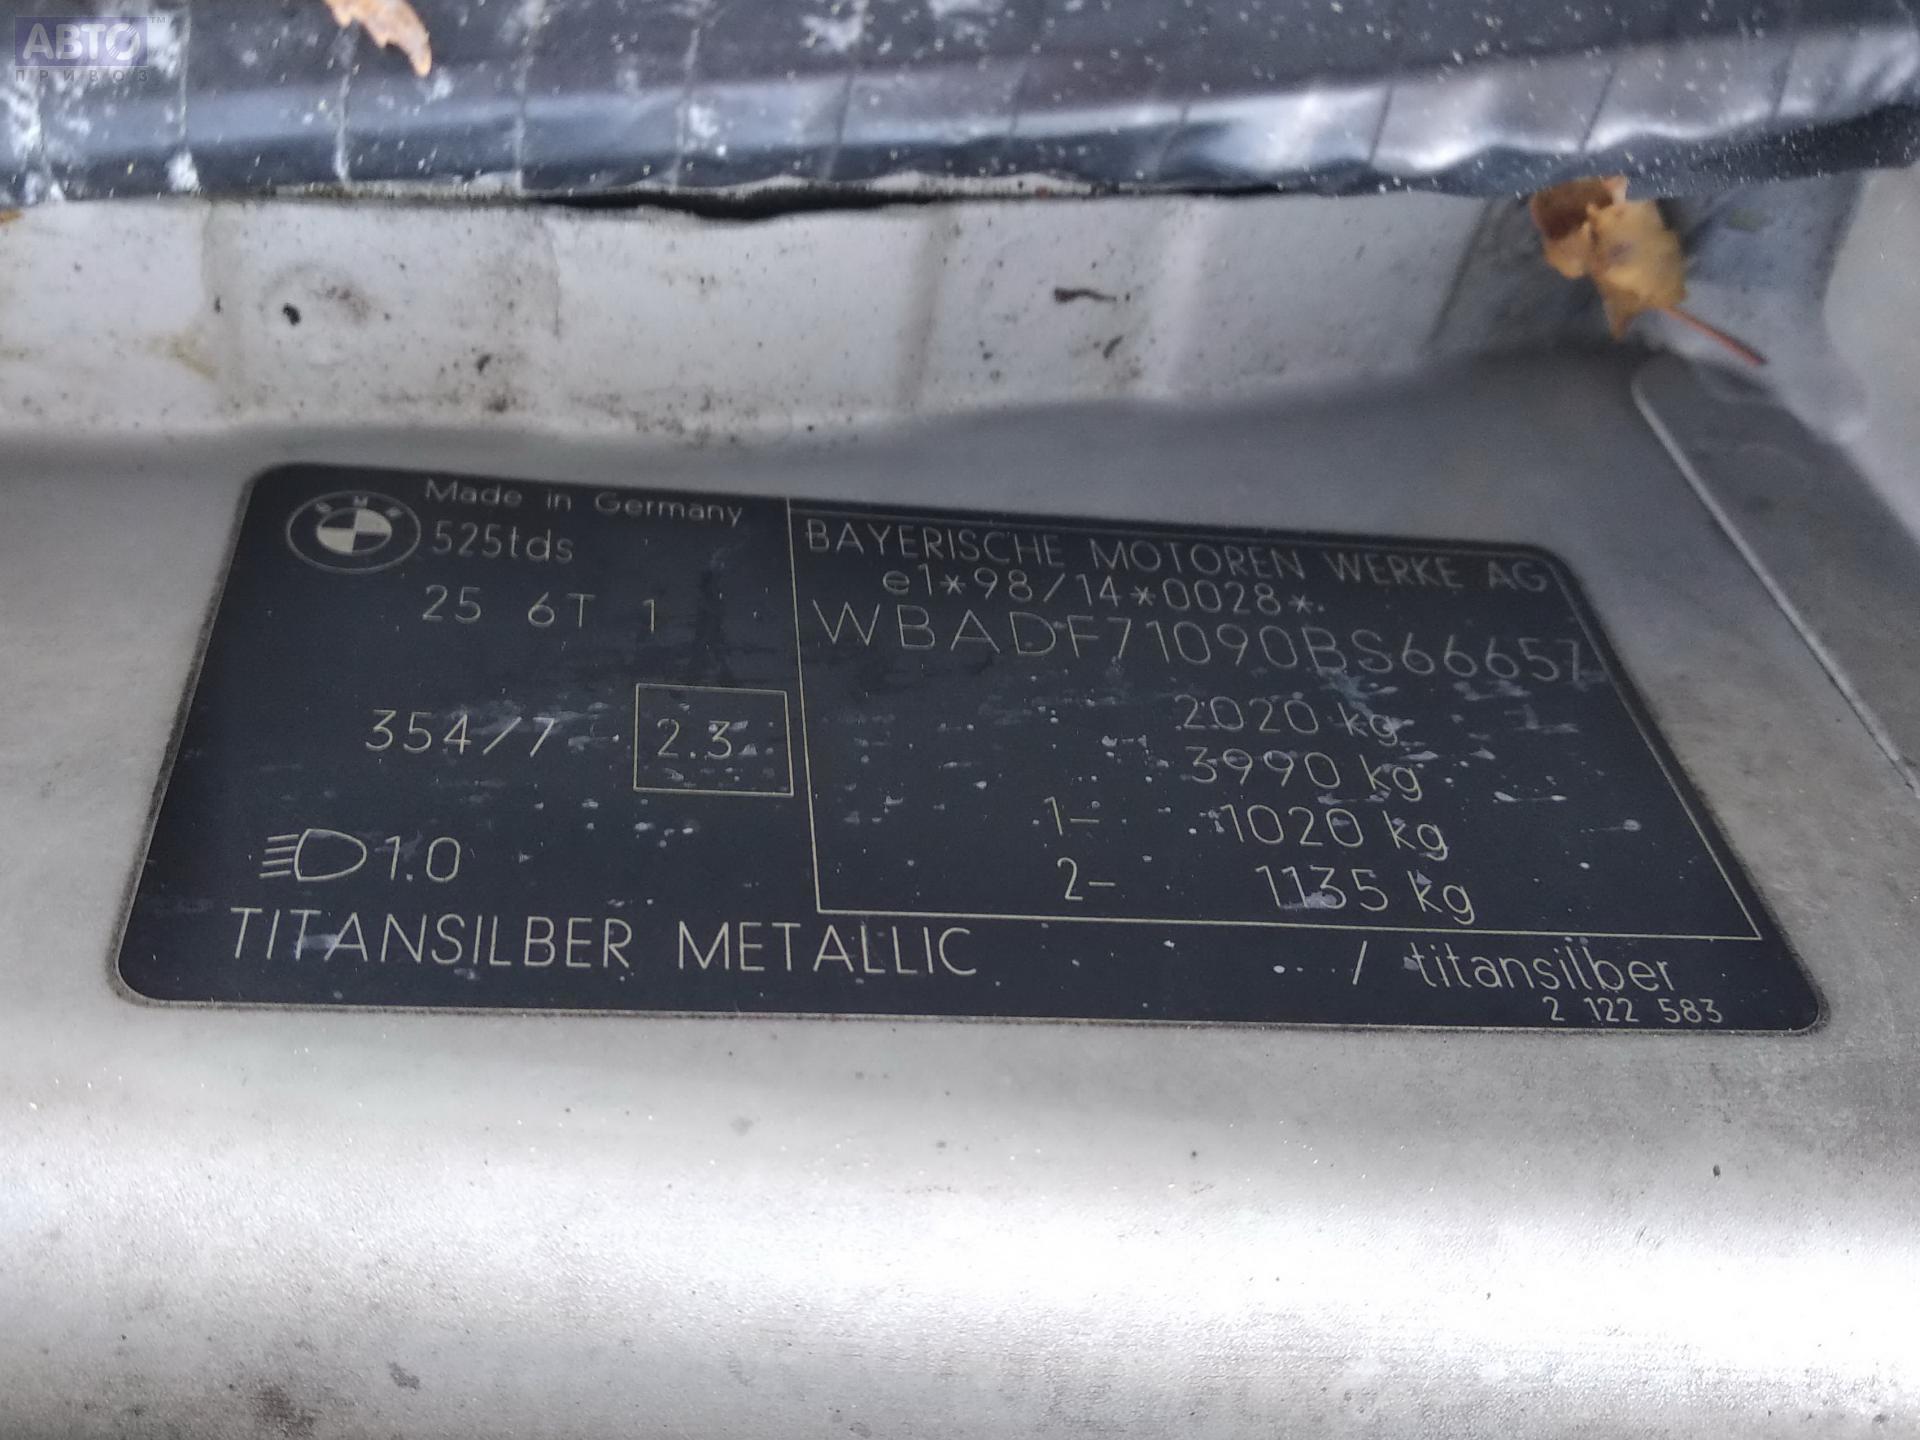 АВТО™
ПРИВОЗ
Made in Germany
BMW
525tds
25 6T 1
354/7 2.3
1.0
TITANSILBER METALLIC / titansilber
2 122 583
BAYERISCHE MOTOREN WERKE AG
e1*98/14*0028*.
WBADF71090BS66657
2020 kg
3990 kg
1- 1020 kg
2- 1135 kg